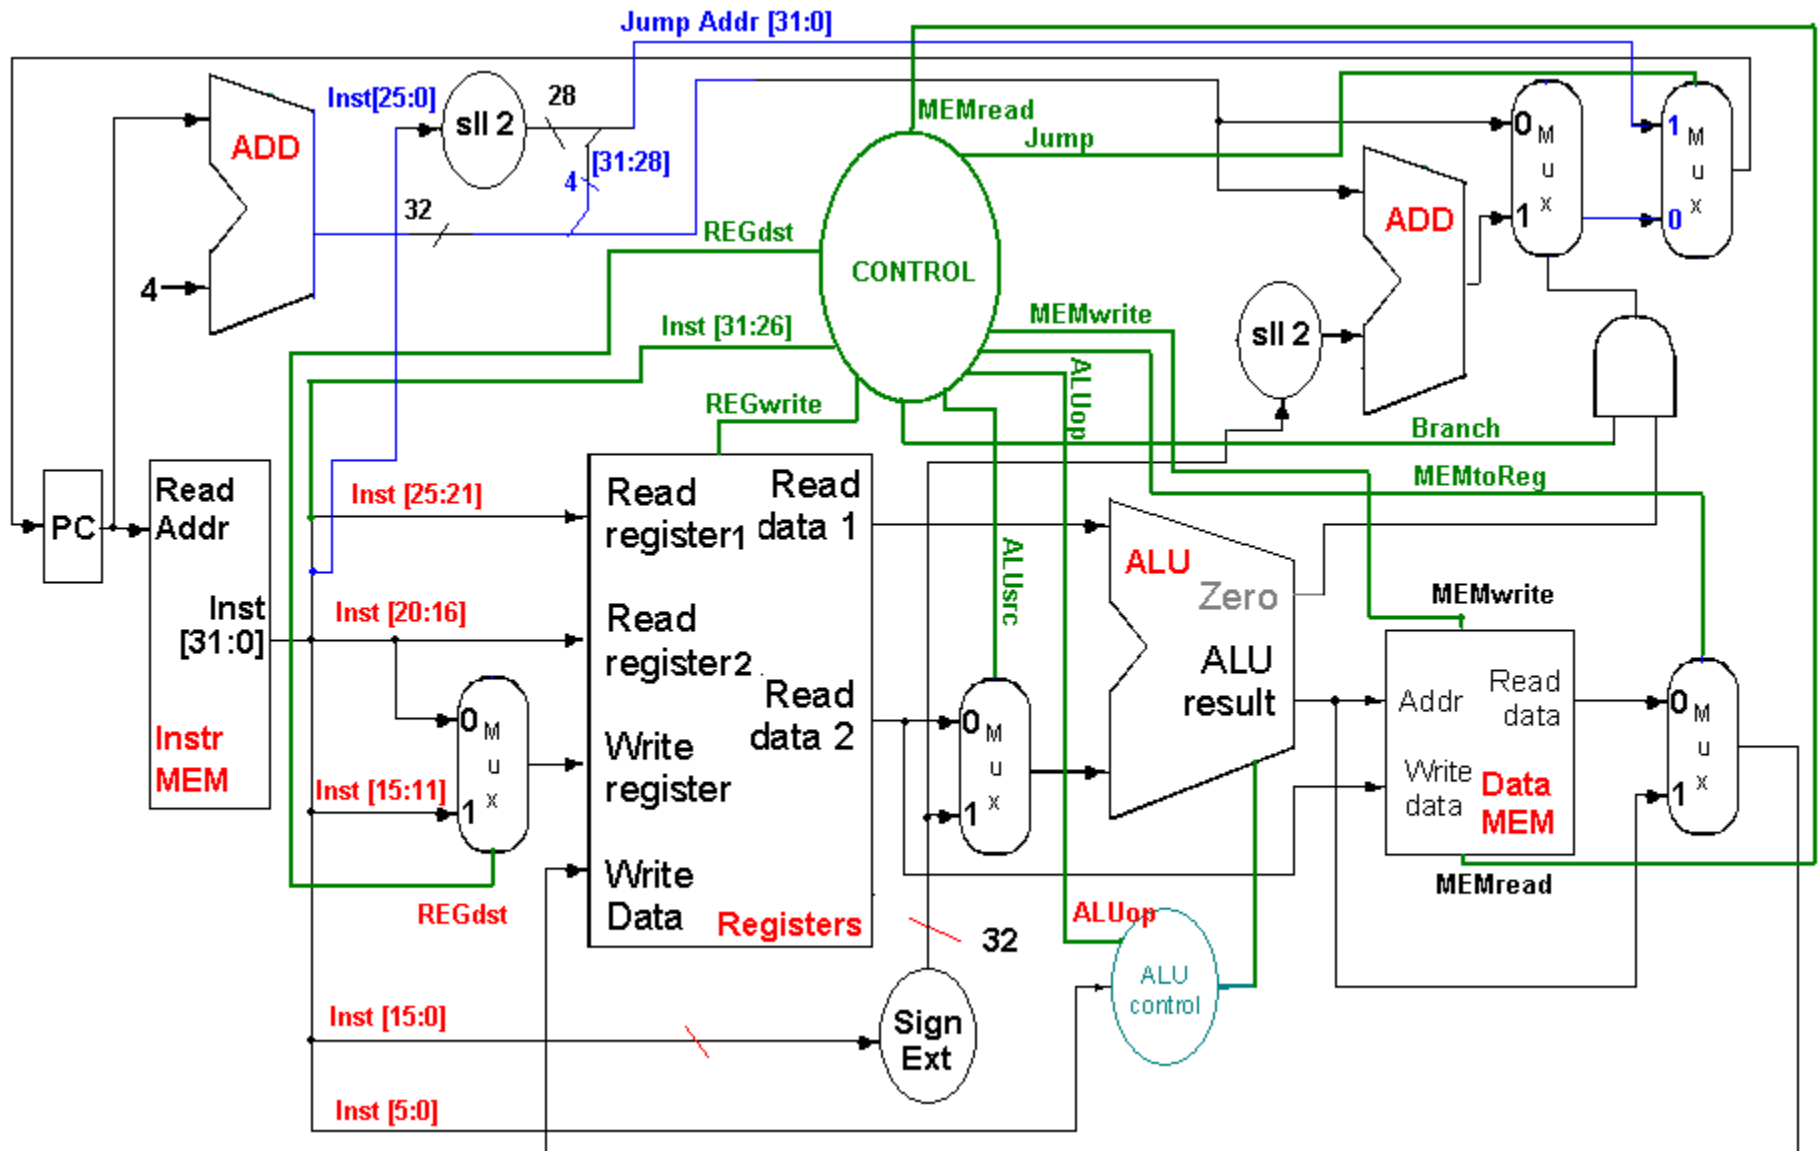 Jump Addr [31:0]
Inst[25:0]
sll 2
28
ADD
[31:28]
4
32
4
MEMread
Jump
REGdst
CONTROL
Inst [31:26]
MEMwrite
ALUop
REGwrite
Branch
MEMtoReg
0
M
u
x
1
1
M
u
x
0
ADD
sll 2
PC
Read
Addr
Inst
[31:0]
Instr
MEM
Inst [25:21]
Inst [20:16]
Inst [15:11]
0
M
u
x
1
REGdst
Read
register1
Read
data 1
Read
register2
Read
data 2
Write
register
Write
Data
Registers
ALUsrc
0
M
u
x
1
ALU
Zero
ALU
result
MEMwrite
Addr
Read
data
Write
data
Data
MEM
MEMread
0
M
u
x
1
32
ALUop
ALU
control
Inst [15:0]
Sign
Ext
Inst [5:0]